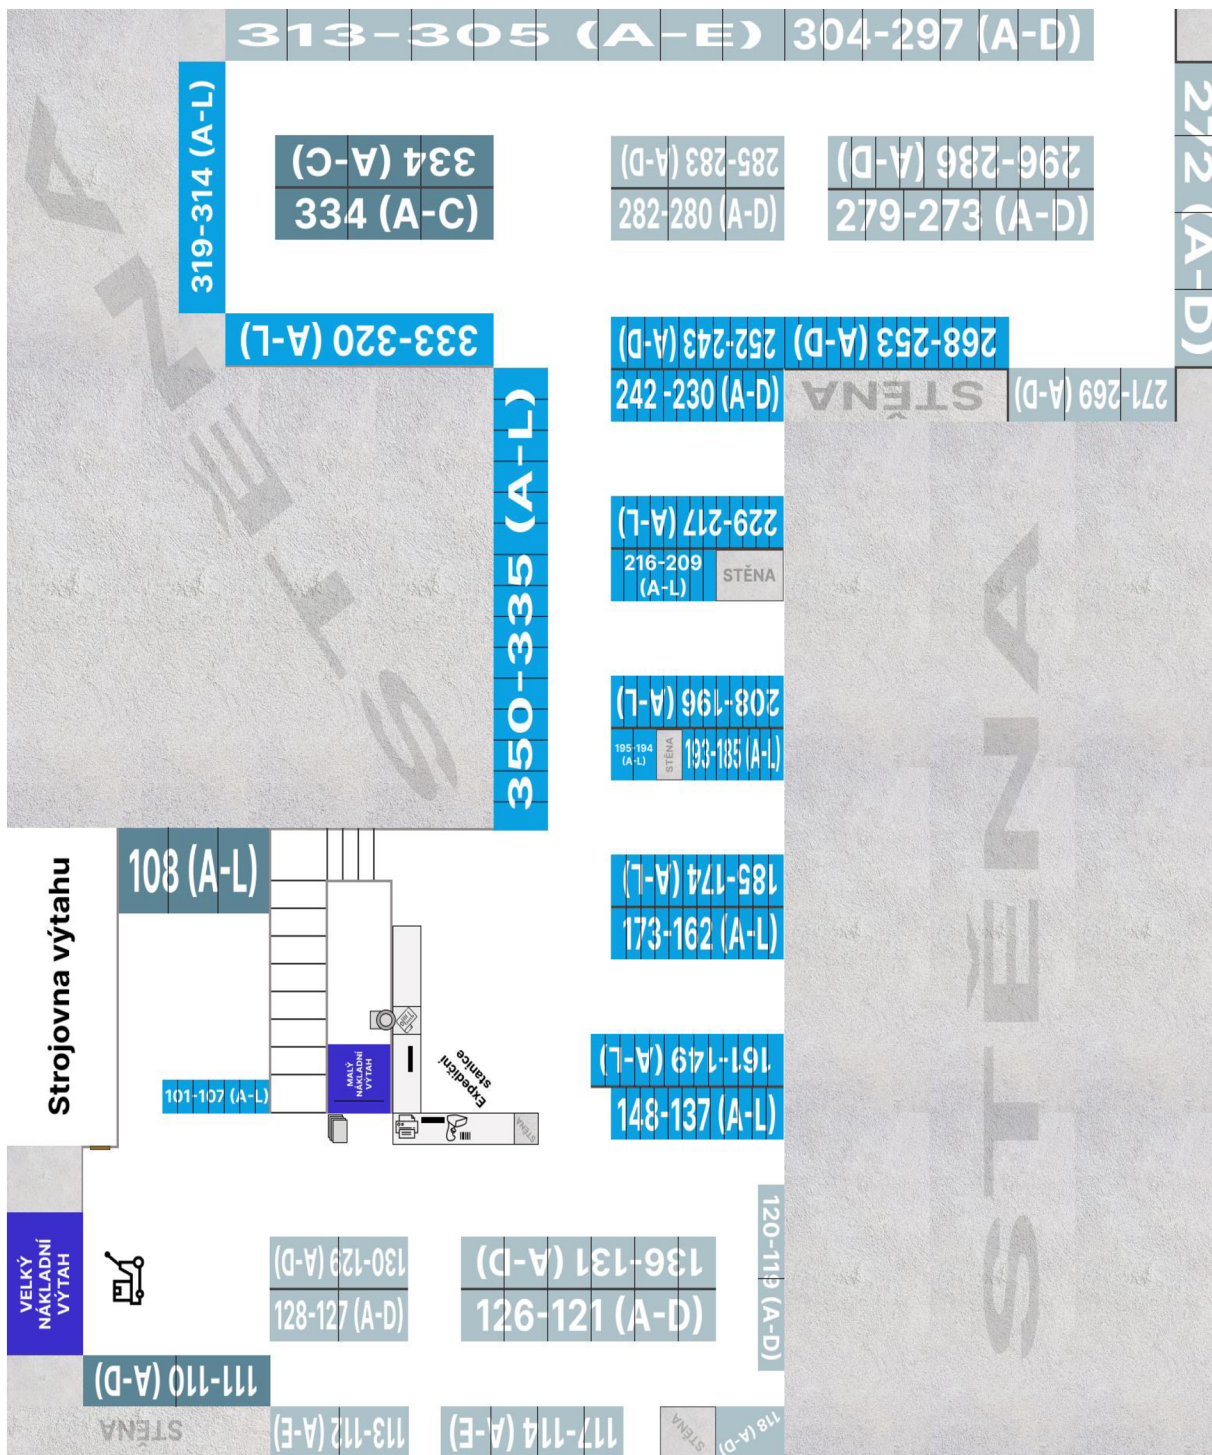 313-305 (A-E)
304-297 (A-D)
272 (A-D)
319-314 (A-L)
334 (A-C)
334 (A-C)
285-283 (A-D)
282-280 (A-D)
296-286 (A-D)
279-273 (A-D)
STĚNA
333-320 (A-L)
252-243 (A-D)
268-253 (A-D)
242 -230 (A-D)
STĚNA
271-269 (A-D)
350-335 (A-L)
229-217 (A-L)
216-209
(A-L)
STĚNA
208-196 (A-L)
195-194
(A-L)
STĚNA
193-185 (A-L)
STĚNA
Strojovna výtahu
108 (A-L)
185-174 (A-L)
173-162 (A-L)
161-149 (A-L)
148-137 (A-L)
101-107 (A-L)
MALÝ
NÁKLADNÍ
VÝTAH
Expediční
stanice
STĚNA
VELKÝ
NÁKLADNÍ
VÝTAH
130-129 (A-D)
128-127 (A-D)
136-131 (A-D)
126-121 (A-D)
120-119 (A-D)
111-110 (A-D)
STĚNA
113-112 (A-E)
117-114 (A-E)
STĚNA
118 (A-D)